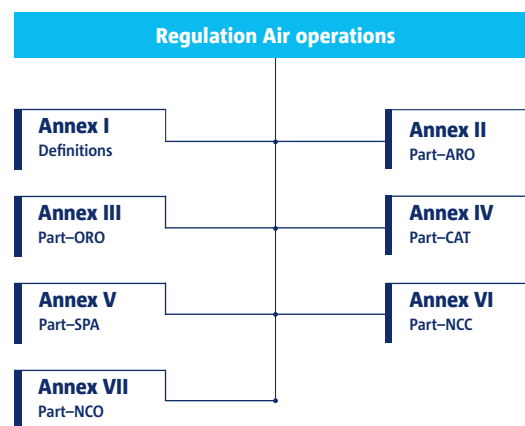 Regulation Air operations
Annex I
Definitions
Annex II
Part–ARO
Annex III
Part–ORO
Annex IV
Part–CAT
Annex V
Part–SPA
Annex VI
Part–NCC
Annex VII
Part–NCO